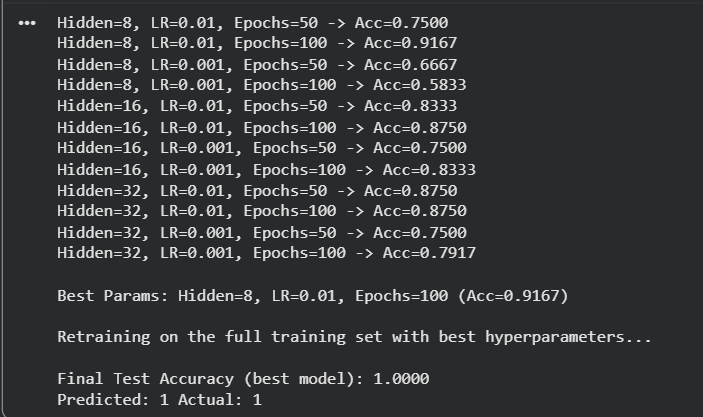 Hidden=8, LR=0.01, Epochs=50 -> Acc=0.7500
Hidden=8, LR=0.01, Epochs=100 -> Acc=0.9167
Hidden=8, LR=0.001, Epochs=50 -> Acc=0.6667
Hidden=8, LR=0.001, Epochs=100 -> Acc=0.5833
Hidden=16, LR=0.01, Epochs=50 -> Acc=0.8333
Hidden=16, LR=0.01, Epochs=100 -> Acc=0.8750
Hidden=16, LR=0.001, Epochs=50 -> Acc=0.7500
Hidden=16, LR=0.001, Epochs=100 -> Acc=0.8333
Hidden=32, LR=0.01, Epochs=50 -> Acc=0.8750
Hidden=32, LR=0.01, Epochs=100 -> Acc=0.8750
Hidden=32, LR=0.001, Epochs=50 -> Acc=0.7500
Hidden=32, LR=0.001, Epochs=100 -> Acc=0.7917
Best Params: Hidden=8, LR=0.01, Epochs=100 (Acc=0.9167)
Retraining on the full training set with best hyperparameters...
Final Test Accuracy (best model): 1.0000
Predicted: 1 Actual: 1